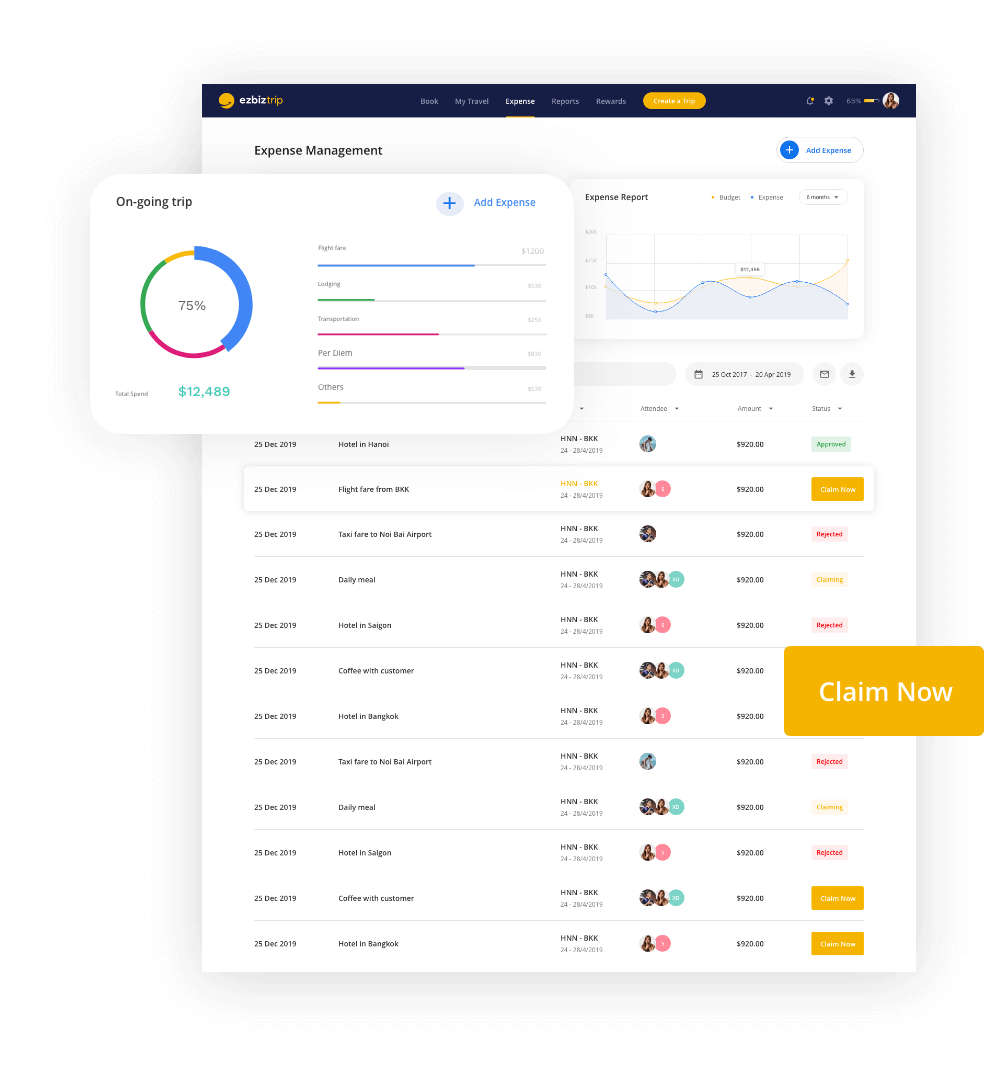 ezbiztrip
Book My Travel Expense Reports Rewards Create a Trip 66%
Expense Management
Add Expense
On-going trip
Add Expense
75%
Total Spend $12,489
Flight fare $1200
Lodging $530
Transportation $250
Per Diem $830
Others $530
Expense Report
Budget Expense 6 months
$20k
$15k
$10k
$5k
$12,488
25 Oct 2017 - 20 Apr 2019
Attendee Amount Status
25 Dec 2019 Hotel in Hanoi HNN - BKK $920.00 Approved
24 - 28/4/2019
25 Dec 2019 Flight fare from BKK HNN - BKK S $920.00 Claim Now
24 - 28/4/2019
25 Dec 2019 Taxi fare to Noi Bai Airport HNN - BKK $920.00 Rejected
24 - 28/4/2019
25 Dec 2019 Daily meal HNN - BKK XD $920.00 Claiming
24 - 28/4/2019
25 Dec 2019 Hotel in Saigon HNN - BKK S $920.00 Rejected
24 - 28/4/2019
25 Dec 2019 Coffee with customer HNN - BKK XD $920.00
24 - 28/4/2019
Claim Now
25 Dec 2019 Hotel in Bangkok HNN - BKK S $920.00
24 - 28/4/2019
25 Dec 2019 Taxi fare to Noi Bai Airport HNN - BKK $920.00 Rejected
24 - 28/4/2019
25 Dec 2019 Daily meal HNN - BKK XD $920.00 Claiming
24 - 28/4/2019
25 Dec 2019 Hotel in Saigon HNN - BKK S $920.00 Rejected
24 - 28/4/2019
25 Dec 2019 Coffee with customer HNN - BKK XD $920.00 Claim Now
24 - 28/4/2019
25 Dec 2019 Hotel in Bangkok HNN - BKK S $920.00 Claim Now
24 - 28/4/2019